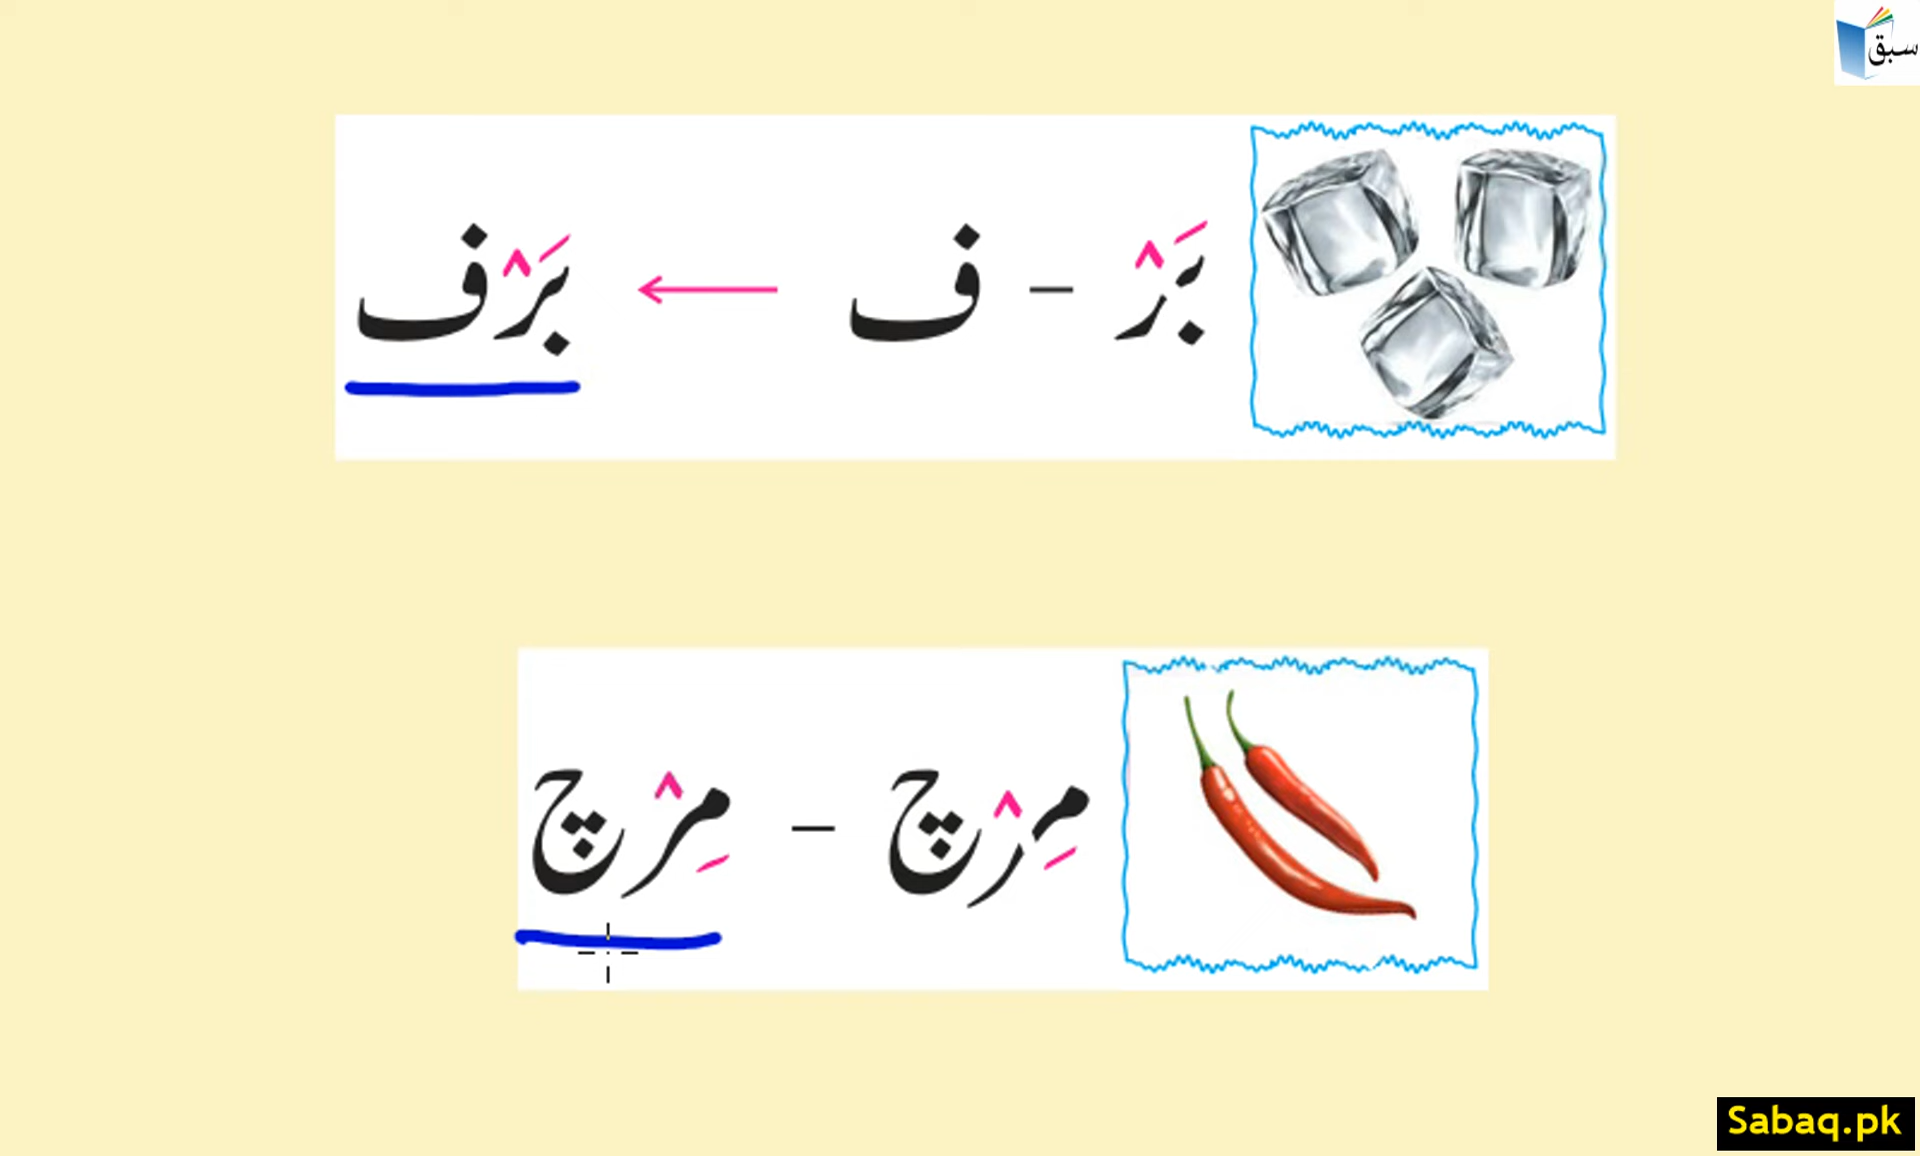 سبق
بَرْ – ف ← بَرْف
مِرْچ – مِرْچ
Sabaq.pk